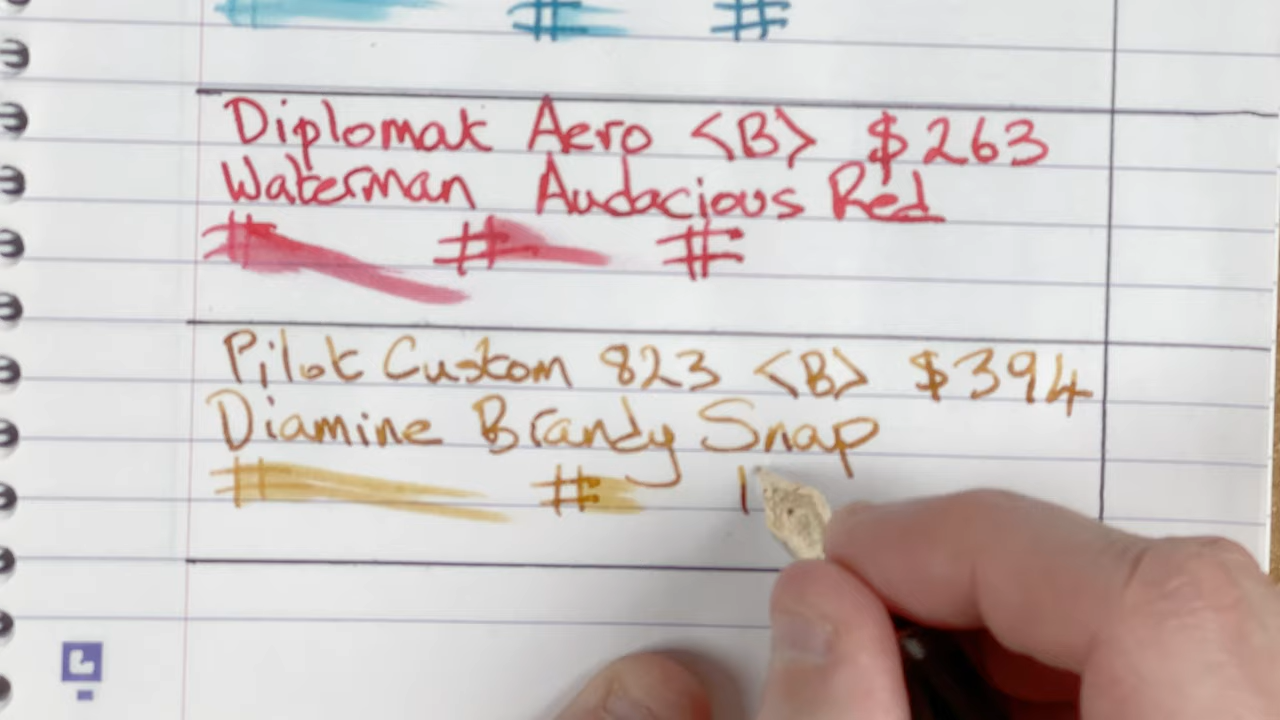 Diplomat Aero <B> $263
Waterman Audacious Red
# # #
Pilot Custom 823 <B> $394
Diamine Brandy Snap
# #